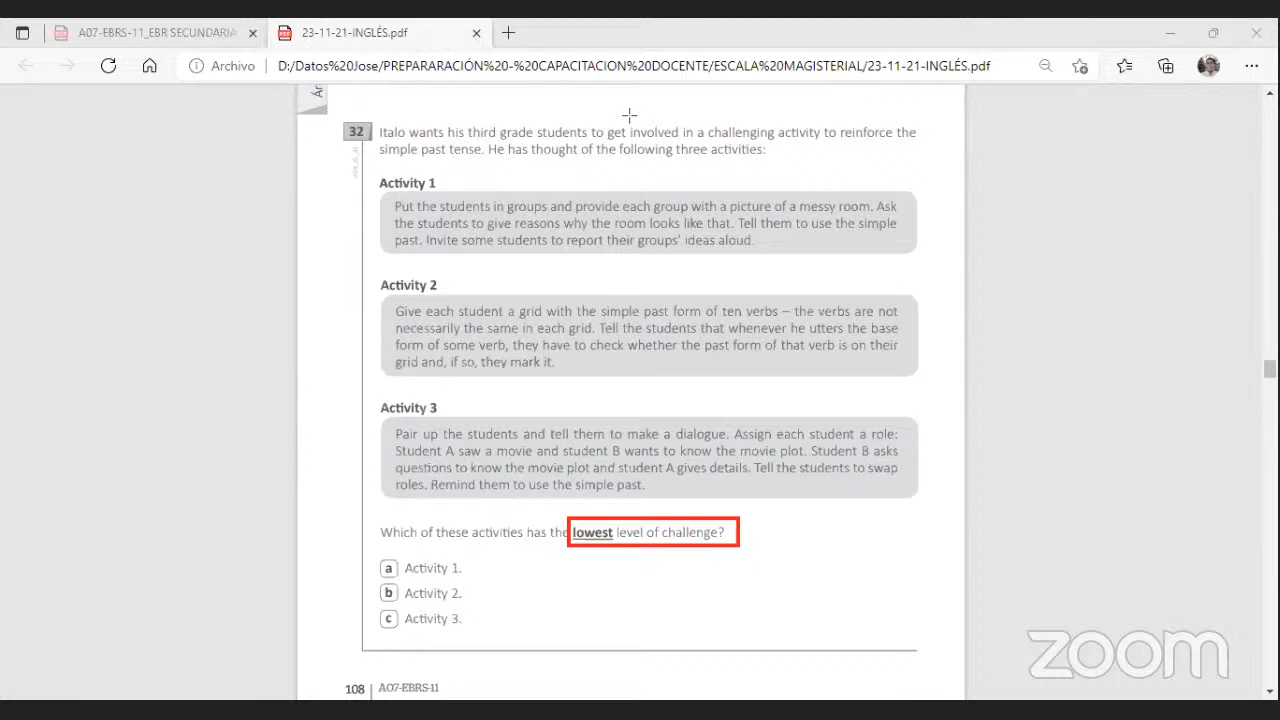 A07-EBRS-11_EBR SECUNDARIA
23-11-21-INGLÉS.pdf
Archivo
D:/Datos%20Jose/PREPARARACIÓN%20-%20CAPACITACION%20DOCENTE/ESCALA%20MAGISTERIAL/23-11-21-INGLÉS.pdf
32
Italo wants his third grade students to get involved in a challenging activity to reinforce the
simple past tense. He has thought of the following three activities:
Activity 1
Put the students in groups and provide each group with a picture of a messy room. Ask
the students to give reasons why the room looks like that. Tell them to use the simple
past. Invite some students to report their groups' ideas aloud.
Activity 2
Give each student a grid with the simple past form of ten verbs – the verbs are not
necessarily the same in each grid. Tell the students that whenever he utters the base
form of some verb, they have to check whether the past form of that verb is on their
grid and, if so, they mark it.
Activity 3
Pair up the students and tell them to make a dialogue. Assign each student a role:
Student A saw a movie and student B wants to know the movie plot. Student B asks
questions to know the movie plot and student A gives details. Tell the students to swap
roles. Remind them to use the simple past.
Which of these activities has the lowest level of challenge?
a Activity 1.
b Activity 2.
c Activity 3.
zoom
108 A07-EBRS-11